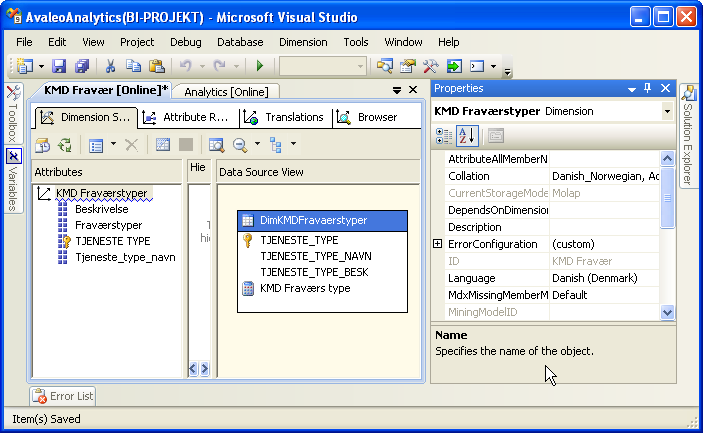 AvaleoAnalytics(BI-PROJEKT) - Microsoft Visual Studio
File Edit View Project Debug Database Dimension Tools Window Help
KMD Fravær [Online]* Analytics [Online]
Dimension S... Attribute R... Translations Browser
Toolbox
Variables
Attributes
KMD Fraværstyper
Beskrivelse
Fraværstyper
TJENESTE TYPE
Tjeneste_type_navn
Hie
Data Source View
DimKMDFravaerstyper
TJENESTE_TYPE
TJENESTE_TYPE_NAVN
TJENESTE_TYPE_BESK
KMD Fraværs type
Properties
KMD Fraværstyper Dimension
AttributeAllMemberN
Collation Danish_Norwegian, Ac
CurrentStorageMode Molap
DependsOnDimension
Description
ErrorConfiguration (custom)
ID KMD Fravær
Language Danish (Denmark)
MdxMissingMemberM Default
MiningModelID
Name
Specifies the name of the object.
Solution Explorer
Error List
Item(s) Saved